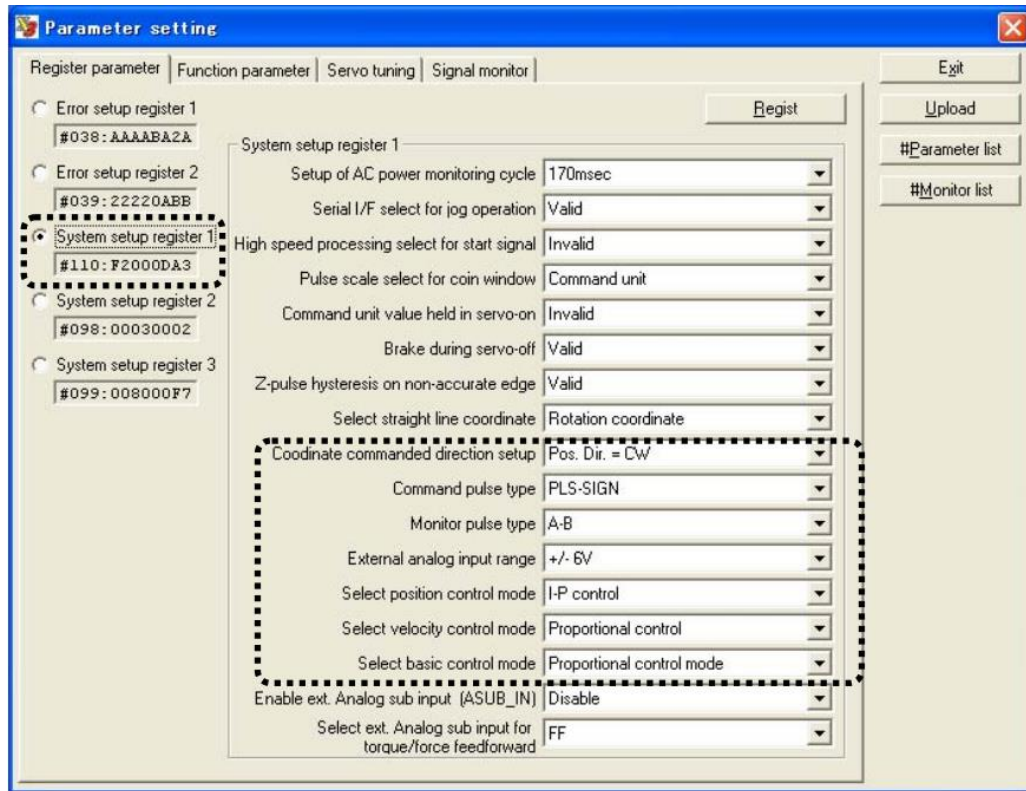 Parameter setting
Register parameter Function parameter Servo tuning Signal monitor
Exit
Upload
#Parameter list
#Monitor list
Regist
Error setup register 1
#038:AAAABA2A
Error setup register 2
#039:22220ABB
System setup register 1
#110:F2000DA3
System setup register 2
#098:00030002
System setup register 3
#099:008000F7
System setup register 1
Setup of AC power monitoring cycle 170msec
Serial I/F select for jog operation Valid
High speed processing select for start signal Invalid
Pulse scale select for coin window Command unit
Command unit value held in servo-on Invalid
Brake during servo-off Valid
Z-pulse hysteresis on non-accurate edge Valid
Select straight line coordinate Rotation coordinate
Coodinate commanded direction setup Pos. Dir. = CW
Command pulse type PLS-SIGN
Monitor pulse type A-B
External analog input range +/- 6V
Select position control mode I-P control
Select velocity control mode Proportional control
Select basic control mode Proportional control mode
Enable ext. Analog sub input (ASUB_IN) Disable
Select ext. Analog sub input for
torque/force feedforward FF